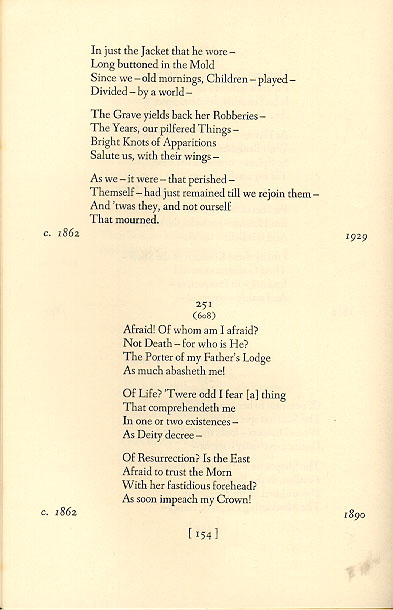 In just the Jacket that he wore –
Long buttoned in the Mold
Since we – old mornings, Children – played –
Divided – by a world –
The Grave yields back her Robberies –
The Years, our pilfered Things –
Bright Knots of Apparitions
Salute us, with their wings –
As we – it were – that perished –
Themself – had just remained till we rejoin them –
And 'twas they, and not ourself
That mourned.
c. 1862 1929
251
(608)
Afraid! Of whom am I afraid?
Not Death – for who is He?
The Porter of my Father's Lodge
As much abasheth me!
Of Life? 'Twere odd I fear [a] thing
That comprehendeth me
In one or two existences –
As Deity decree –
Of Resurrection? Is the East
Afraid to trust the Morn
With her fastidious forehead?
As soon impeach my Crown!
c. 1862 1890
[ 154 ]